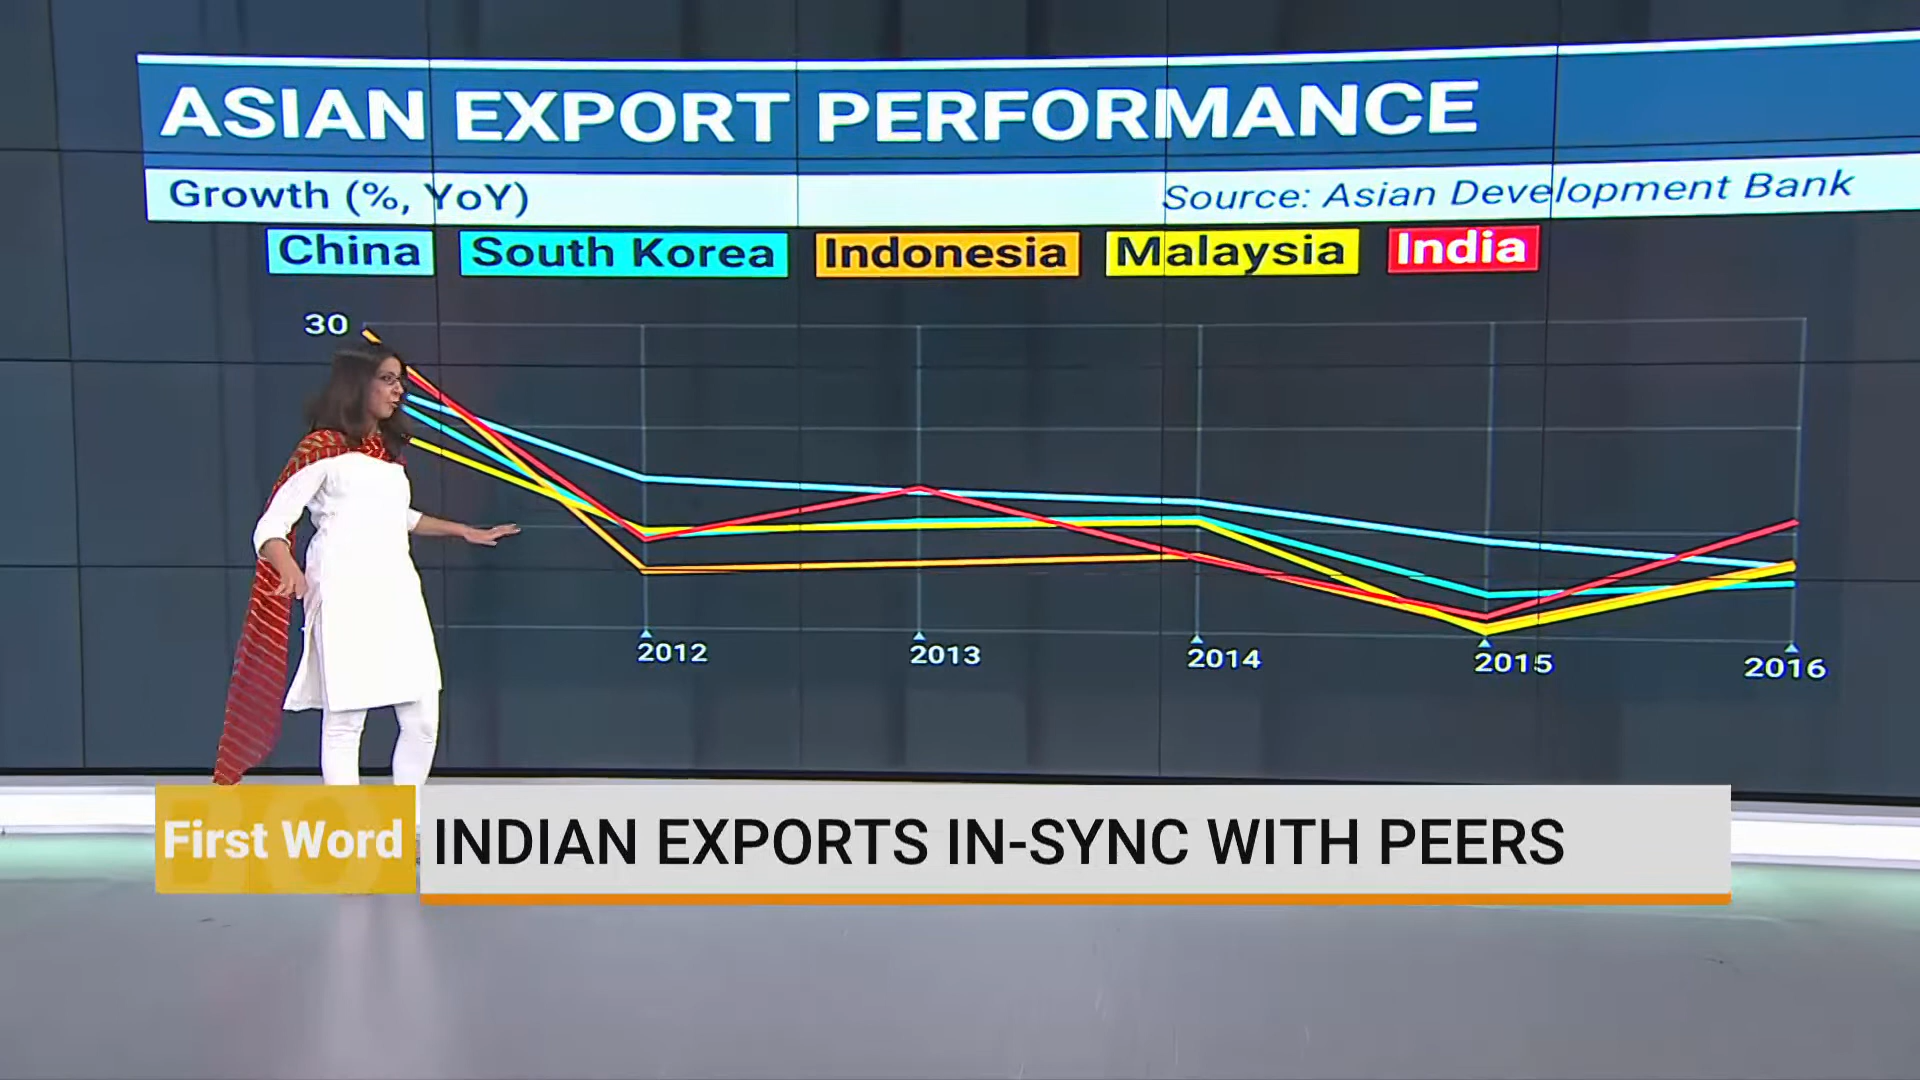 ASIAN EXPORT PERFORMANCE
Growth (%, YoY)
Source: Asian Development Bank
China South Korea Indonesia Malaysia India
30
2012 2013 2014 2015 2016
First Word
INDIAN EXPORTS IN-SYNC WITH PEERS